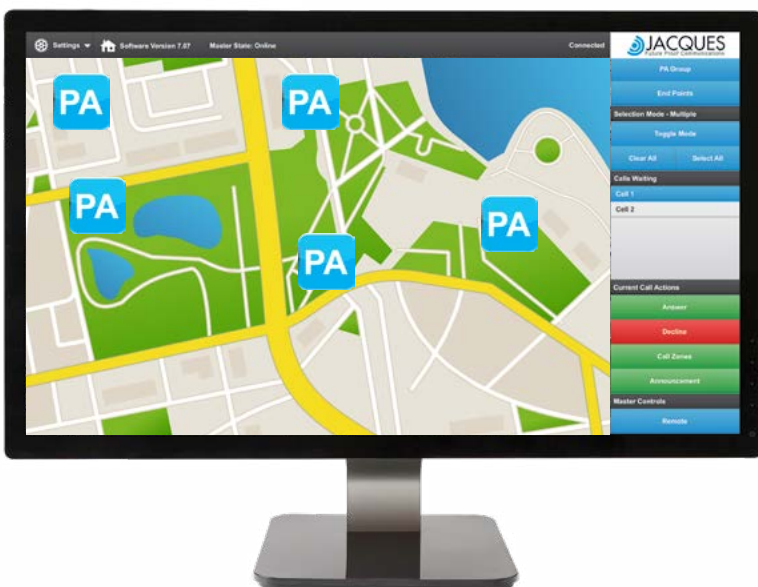 Settings
Software Version 7.07
Master State: Online
Connected
JACQUES
Future Proof Communications
PA Group
End Points
Selection Mode - Multiple
Toggle Mode
Clear All
Select All
Calls Waiting
Call 1
Cell 2
Current Call Actions
Answer
Decline
Call Zones
Announcement
Master Controls
Remote
PA
PA
PA
PA
PA